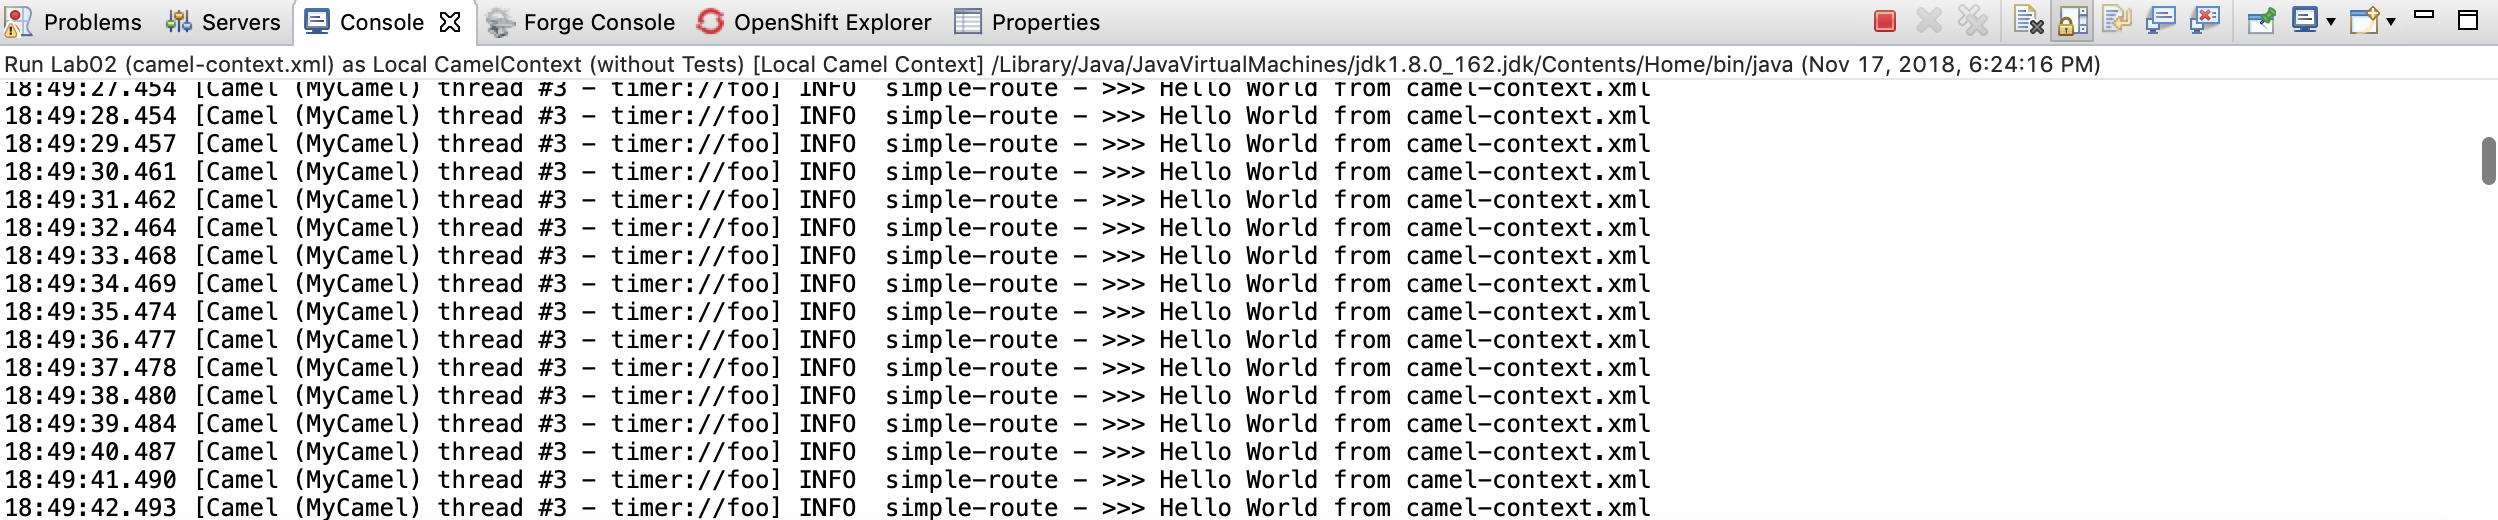 Problems Servers Console Forge Console OpenShift Explorer Properties
Run Lab02 (camel-context.xml) as Local CamelContext (without Tests) [Local Camel Context] /Library/Java/JavaVirtualMachines/jdk1.8.0_162.jdk/Contents/Home/bin/java (Nov 17, 2018, 6:24:16 PM)
18:49:27.454 [Camel (MyCamel) thread #3 - timer://foo] INFO  simple-route - >>> Hello World from camel-context.xml
18:49:28.454 [Camel (MyCamel) thread #3 - timer://foo] INFO  simple-route - >>> Hello World from camel-context.xml
18:49:29.457 [Camel (MyCamel) thread #3 - timer://foo] INFO  simple-route - >>> Hello World from camel-context.xml
18:49:30.461 [Camel (MyCamel) thread #3 - timer://foo] INFO  simple-route - >>> Hello World from camel-context.xml
18:49:31.462 [Camel (MyCamel) thread #3 - timer://foo] INFO  simple-route - >>> Hello World from camel-context.xml
18:49:32.464 [Camel (MyCamel) thread #3 - timer://foo] INFO  simple-route - >>> Hello World from camel-context.xml
18:49:33.468 [Camel (MyCamel) thread #3 - timer://foo] INFO  simple-route - >>> Hello World from camel-context.xml
18:49:34.469 [Camel (MyCamel) thread #3 - timer://foo] INFO  simple-route - >>> Hello World from camel-context.xml
18:49:35.474 [Camel (MyCamel) thread #3 - timer://foo] INFO  simple-route - >>> Hello World from camel-context.xml
18:49:36.477 [Camel (MyCamel) thread #3 - timer://foo] INFO  simple-route - >>> Hello World from camel-context.xml
18:49:37.478 [Camel (MyCamel) thread #3 - timer://foo] INFO  simple-route - >>> Hello World from camel-context.xml
18:49:38.480 [Camel (MyCamel) thread #3 - timer://foo] INFO  simple-route - >>> Hello World from camel-context.xml
18:49:39.484 [Camel (MyCamel) thread #3 - timer://foo] INFO  simple-route - >>> Hello World from camel-context.xml
18:49:40.487 [Camel (MyCamel) thread #3 - timer://foo] INFO  simple-route - >>> Hello World from camel-context.xml
18:49:41.490 [Camel (MyCamel) thread #3 - timer://foo] INFO  simple-route - >>> Hello World from camel-context.xml
18:49:42.493 [Camel (MyCamel) thread #3 - timer://foo] INFO  simple-route - >>> Hello World from camel-context.xml